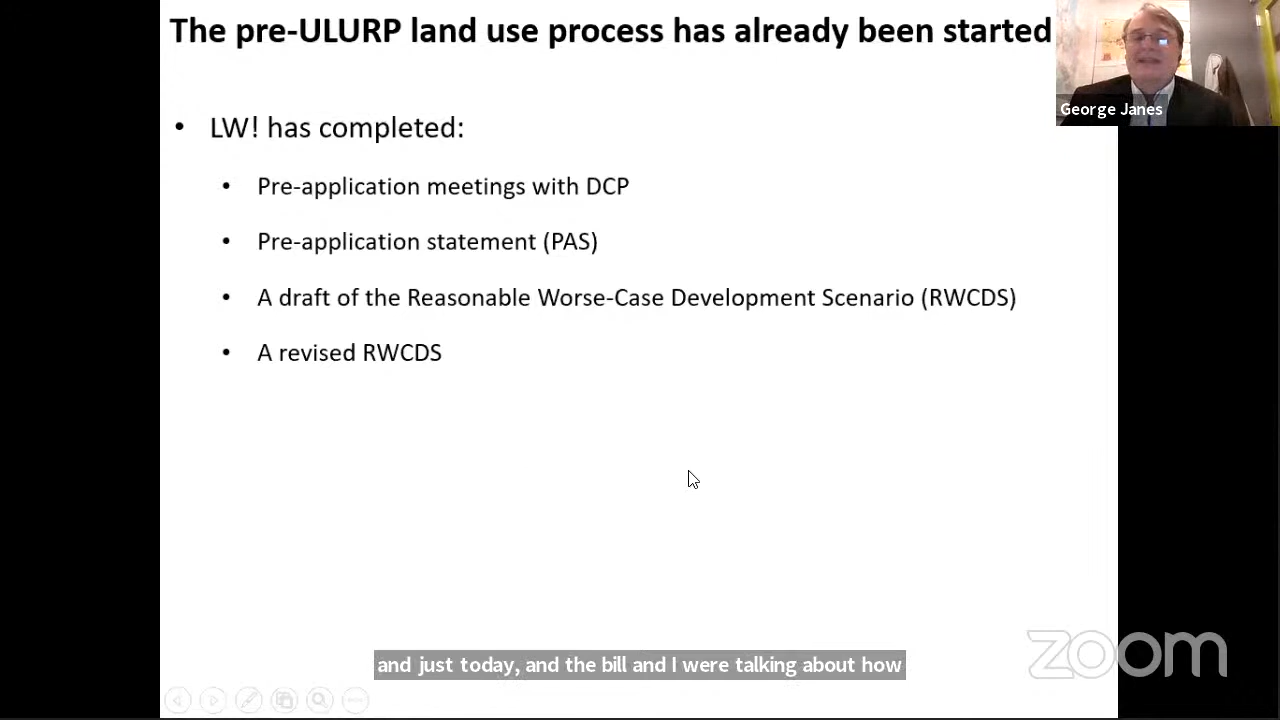 The pre-ULURP land use process has already been started
George Janes
• LW! has completed:
• Pre-application meetings with DCP
• Pre-application statement (PAS)
• A draft of the Reasonable Worse-Case Development Scenario (RWCDS)
• A revised RWCDS
zoom
and just today, and the bill and I were talking about how